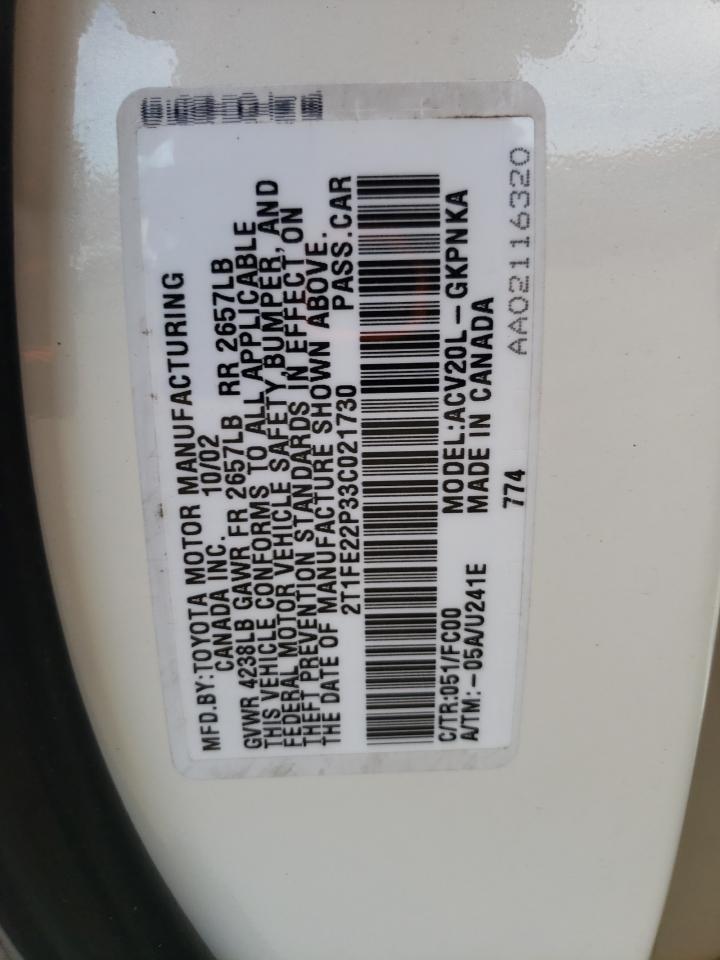 MFD.BY:TOYOTA MOTOR MANUFACTURING
CANADA INC. 10/02
GVWR 4238LB GAWR FR 2657LB RR 2657LB
THIS VEHICLE CONFORMS TO ALL APPLICABLE
FEDERAL MOTOR VEHICLE SAFETY,BUMPER, AND
THEFT PREVENTION STANDARDS IN EFFECT ON
THE DATE OF MANUFACTURE SHOWN ABOVE.
2T1FE22P33C021730 PASS.CAR
C/TR:051/FC00 MODEL:ACV20L-GKPNKA
A/TM:-05A/U241E MADE IN CANADA
774
AA02116320